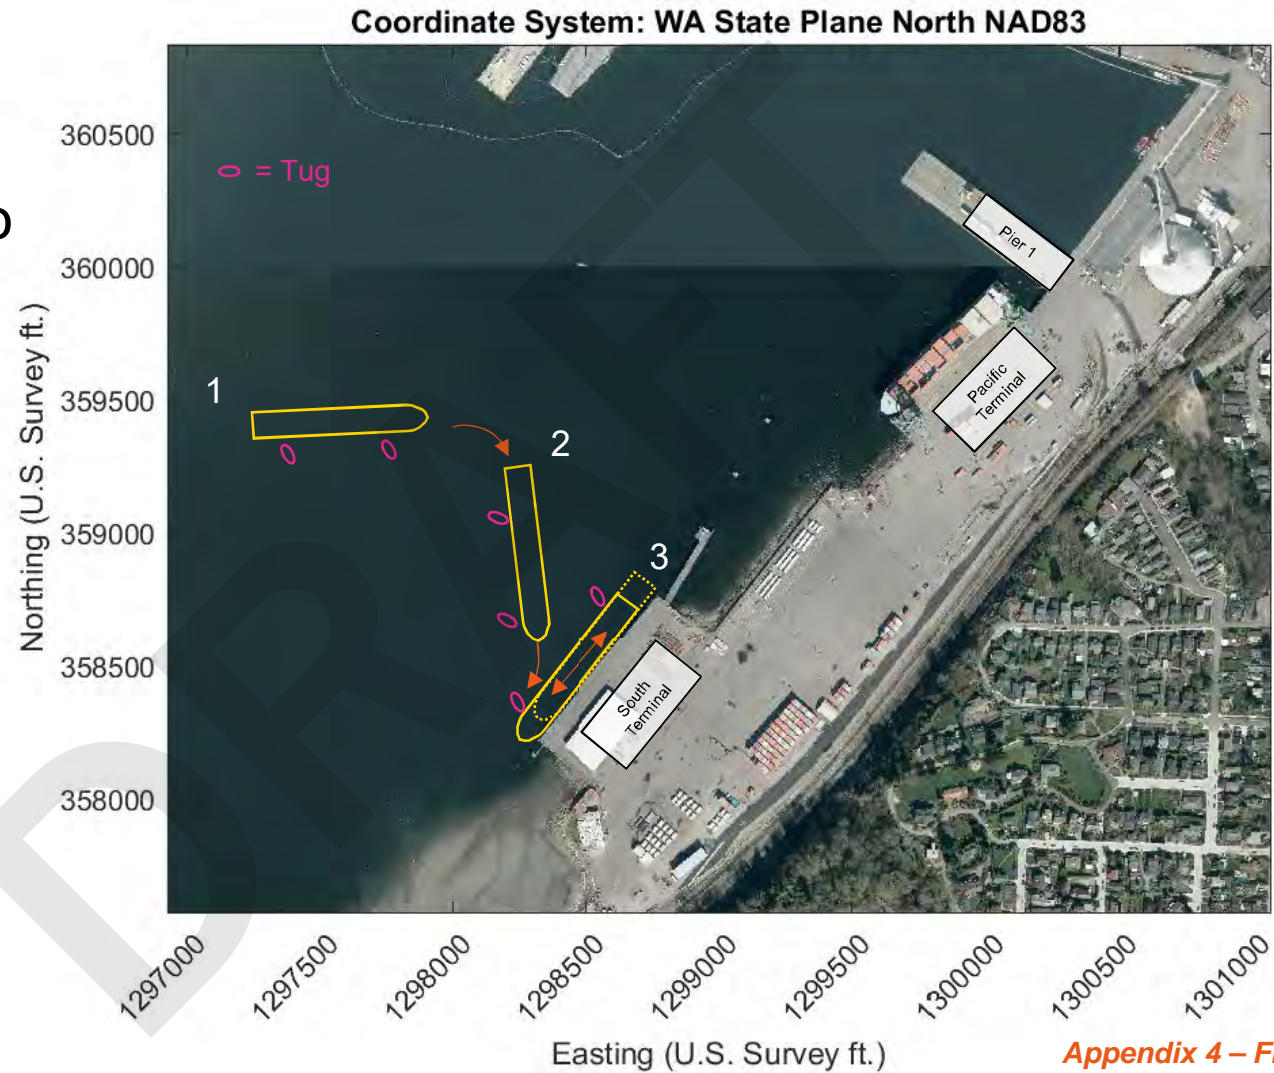 Coordinate System: WA State Plane North NAD83
360500
360000
359500
359000
358500
358000
Northing (U.S. Survey ft.)
= Tug
1
2
3
Pier 1
Pacific
Terminal
South
Terminal
DRAFT
1297000
1297500
1298000
1298500
1299000
1299500
1300000
1300500
1301000
Easting (U.S. Survey ft.)
Appendix 4 –